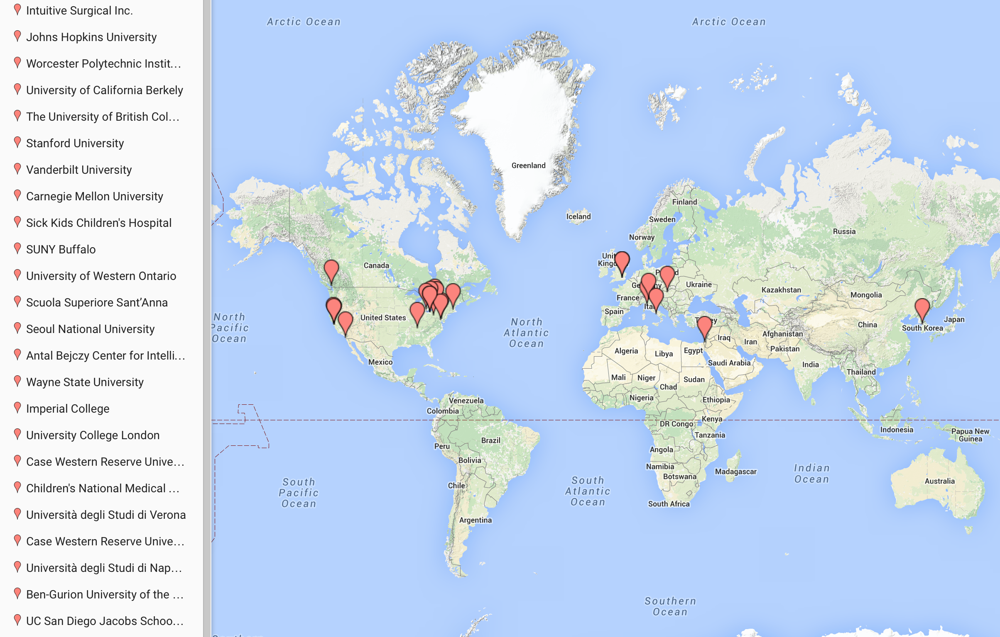 Intuitive Surgical Inc.
Johns Hopkins University
Worcester Polytechnic Instit...
University of California Berkely
The University of British Col...
Stanford University
Vanderbilt University
Carnegie Mellon University
Sick Kids Children's Hospital
SUNY Buffalo
University of Western Ontario
Scuola Superiore Sant’Anna
Seoul National University
Antal Bejczy Center for Intelli...
Wayne State University
Imperial College
University College London
Case Western Reserve Unive...
Children's National Medical ...
Università degli Studi di Verona
Case Western Reserve Unive...
Università degli Studi di Nap...
Ben-Gurion University of the ...
UC San Diego Jacobs Schoo...
Arctic Ocean
Arctic Ocean
Greenland
Iceland
Finland
Sweden
Norway
Russia
Canada
Ukraine
Kazakhstan
Mongolia
France
Spain
United States
North
Pacific
Ocean
North
Atlantic
Ocean
China
Japan
South Korea
Afghanistan
Iraq
Iran
Pakistan
Algeria
Libya
Egypt
Saudi Arabia
India
Thailand
Mexico
Mali
Niger
Sudan
Chad
Nigeria
Ethiopia
Venezuela
Colombia
Kenya
DR Congo
Indonesia
Papua New
Guinea
Tanzania
Brazil
Peru
Angola
Bolivia
Namibia
Botswana
Madagascar
Indian
Ocean
Australia
South
Pacific
Ocean
South
Atlantic
Ocean
Chile
South Africa
Argentina
Southern
Ocean